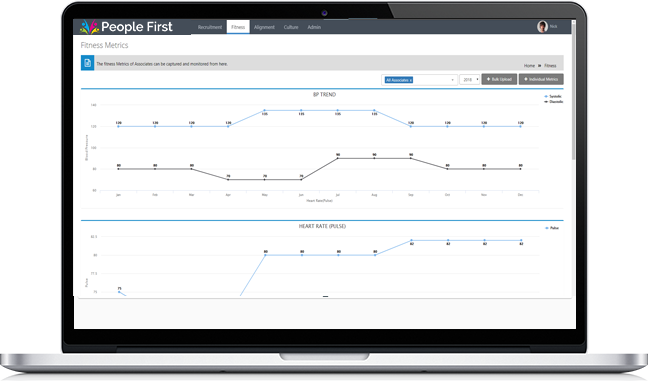 People First
Recruitment Fitness Alignment Culture Admin
Nick
Fitness Metrics
The fitness Metrics of Associates can be captured and monitored from here.
Home » Fitness
All Associates x
2018
+ Bulk Upload
+ Individual Metrics
BP TREND
Systolic
Diastolic
140
135 135 135 135
120 120 120 120 120 120 120 120 120
100
90 90 90
80 80 80 80 80 80 80
70 70 70
60
Blood Pressure
Jan Feb Mar Apr May Jun Jul Aug Sep Oct Nov Dec
Heart Rate(Pulse)
HEART RATE (PULSE)
Pulse
82.5
82 82 82 82
80 80 80 80 80
77.5
75 75
Pulse